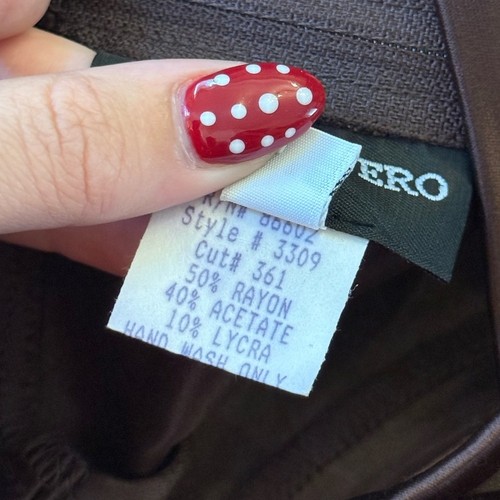 ERO
Style # 3309
Cut# 361
50% RAYON
40% ACETATE
10% LYCRA
HAND WASH ONLY